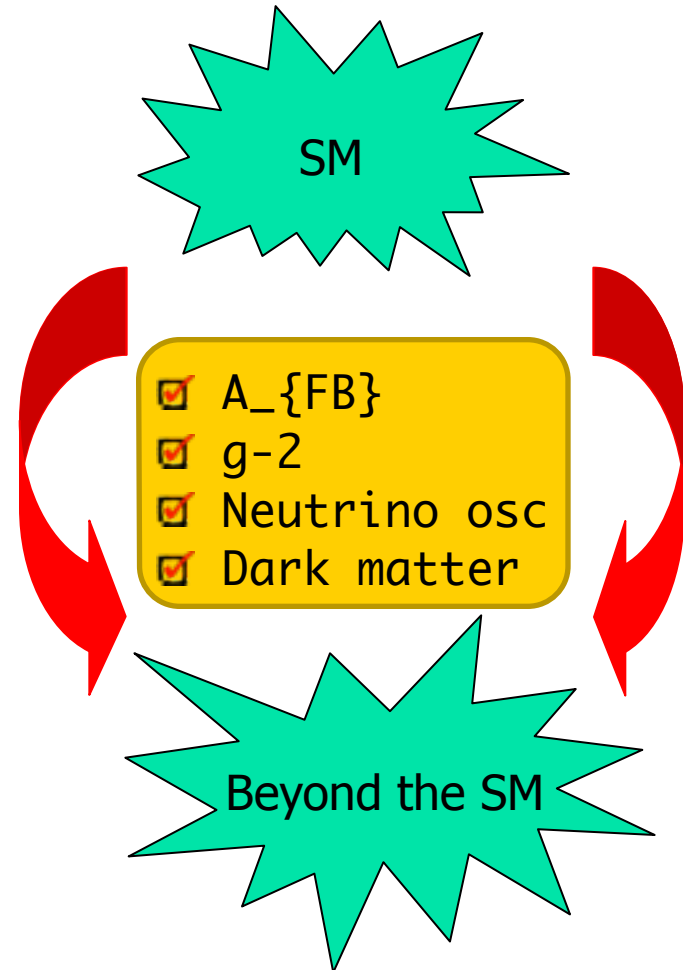 SM
A_{FB}
g-2
Neutrino osc
Dark matter
Beyond the SM